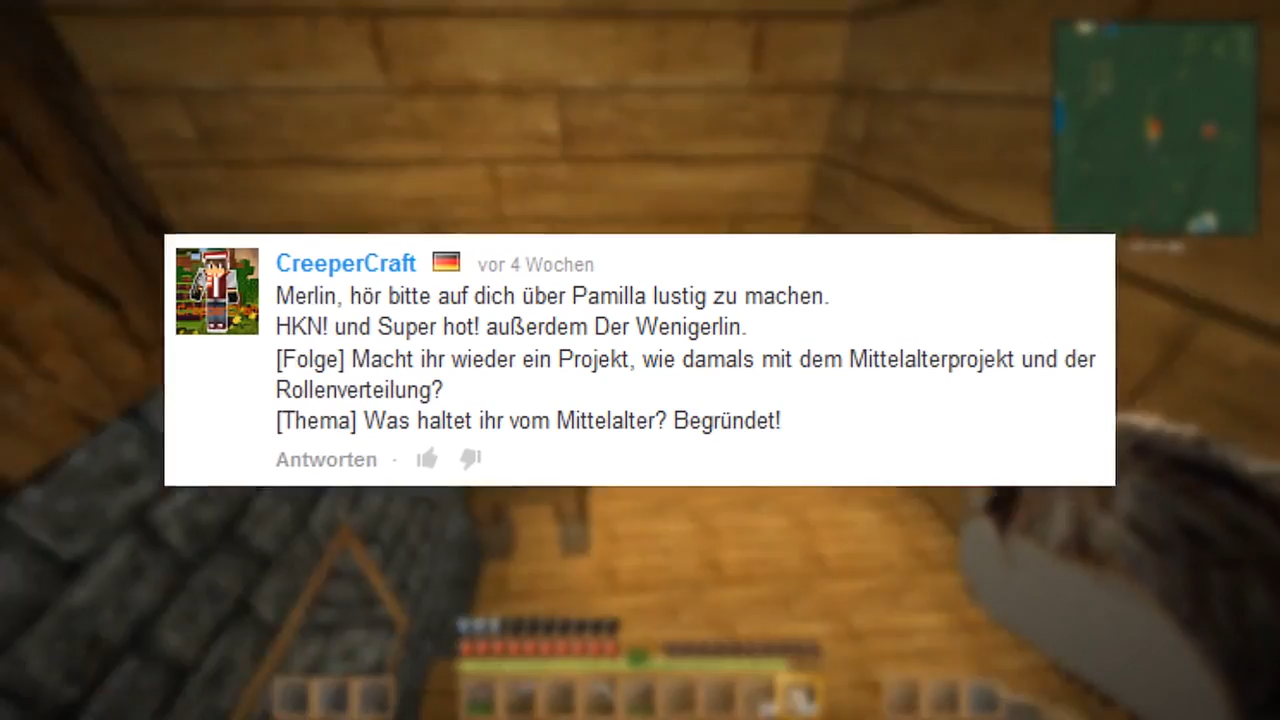 CreeperCraft vor 4 Wochen
Merlin, hör bitte auf dich über Pamilla lustig zu machen.
HKN! und Super hot! außerdem Der Wenigerlin.
[Folge] Macht ihr wieder ein Projekt, wie damals mit dem Mittelalterprojekt und der
Rollenverteilung?
[Thema] Was haltet ihr vom Mittelalter? Begründet!
Antworten ·